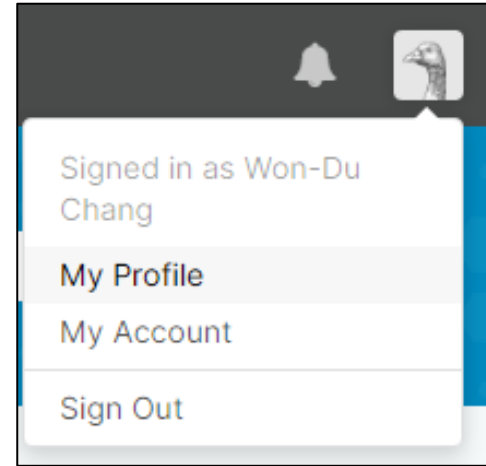 Signed in as Won-Du
Chang
My Profile
My Account
Sign Out